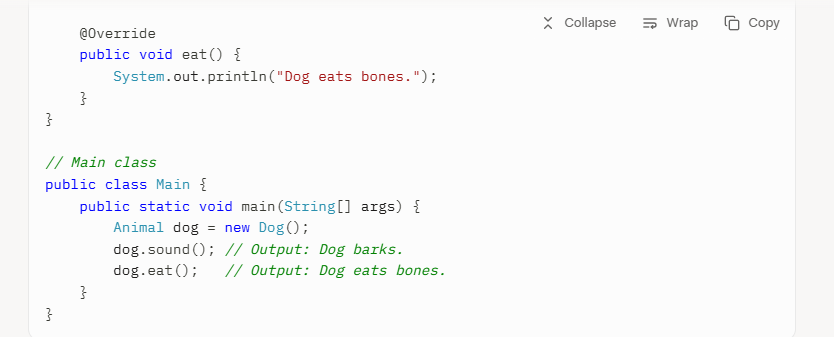 Collapse Wrap Copy
@Override
public void eat() {
System.out.println("Dog eats bones.");
}
}
// Main class
public class Main {
public static void main(String[] args) {
Animal dog = new Dog();
dog.sound(); // Output: Dog barks.
dog.eat();   // Output: Dog eats bones.
}
}